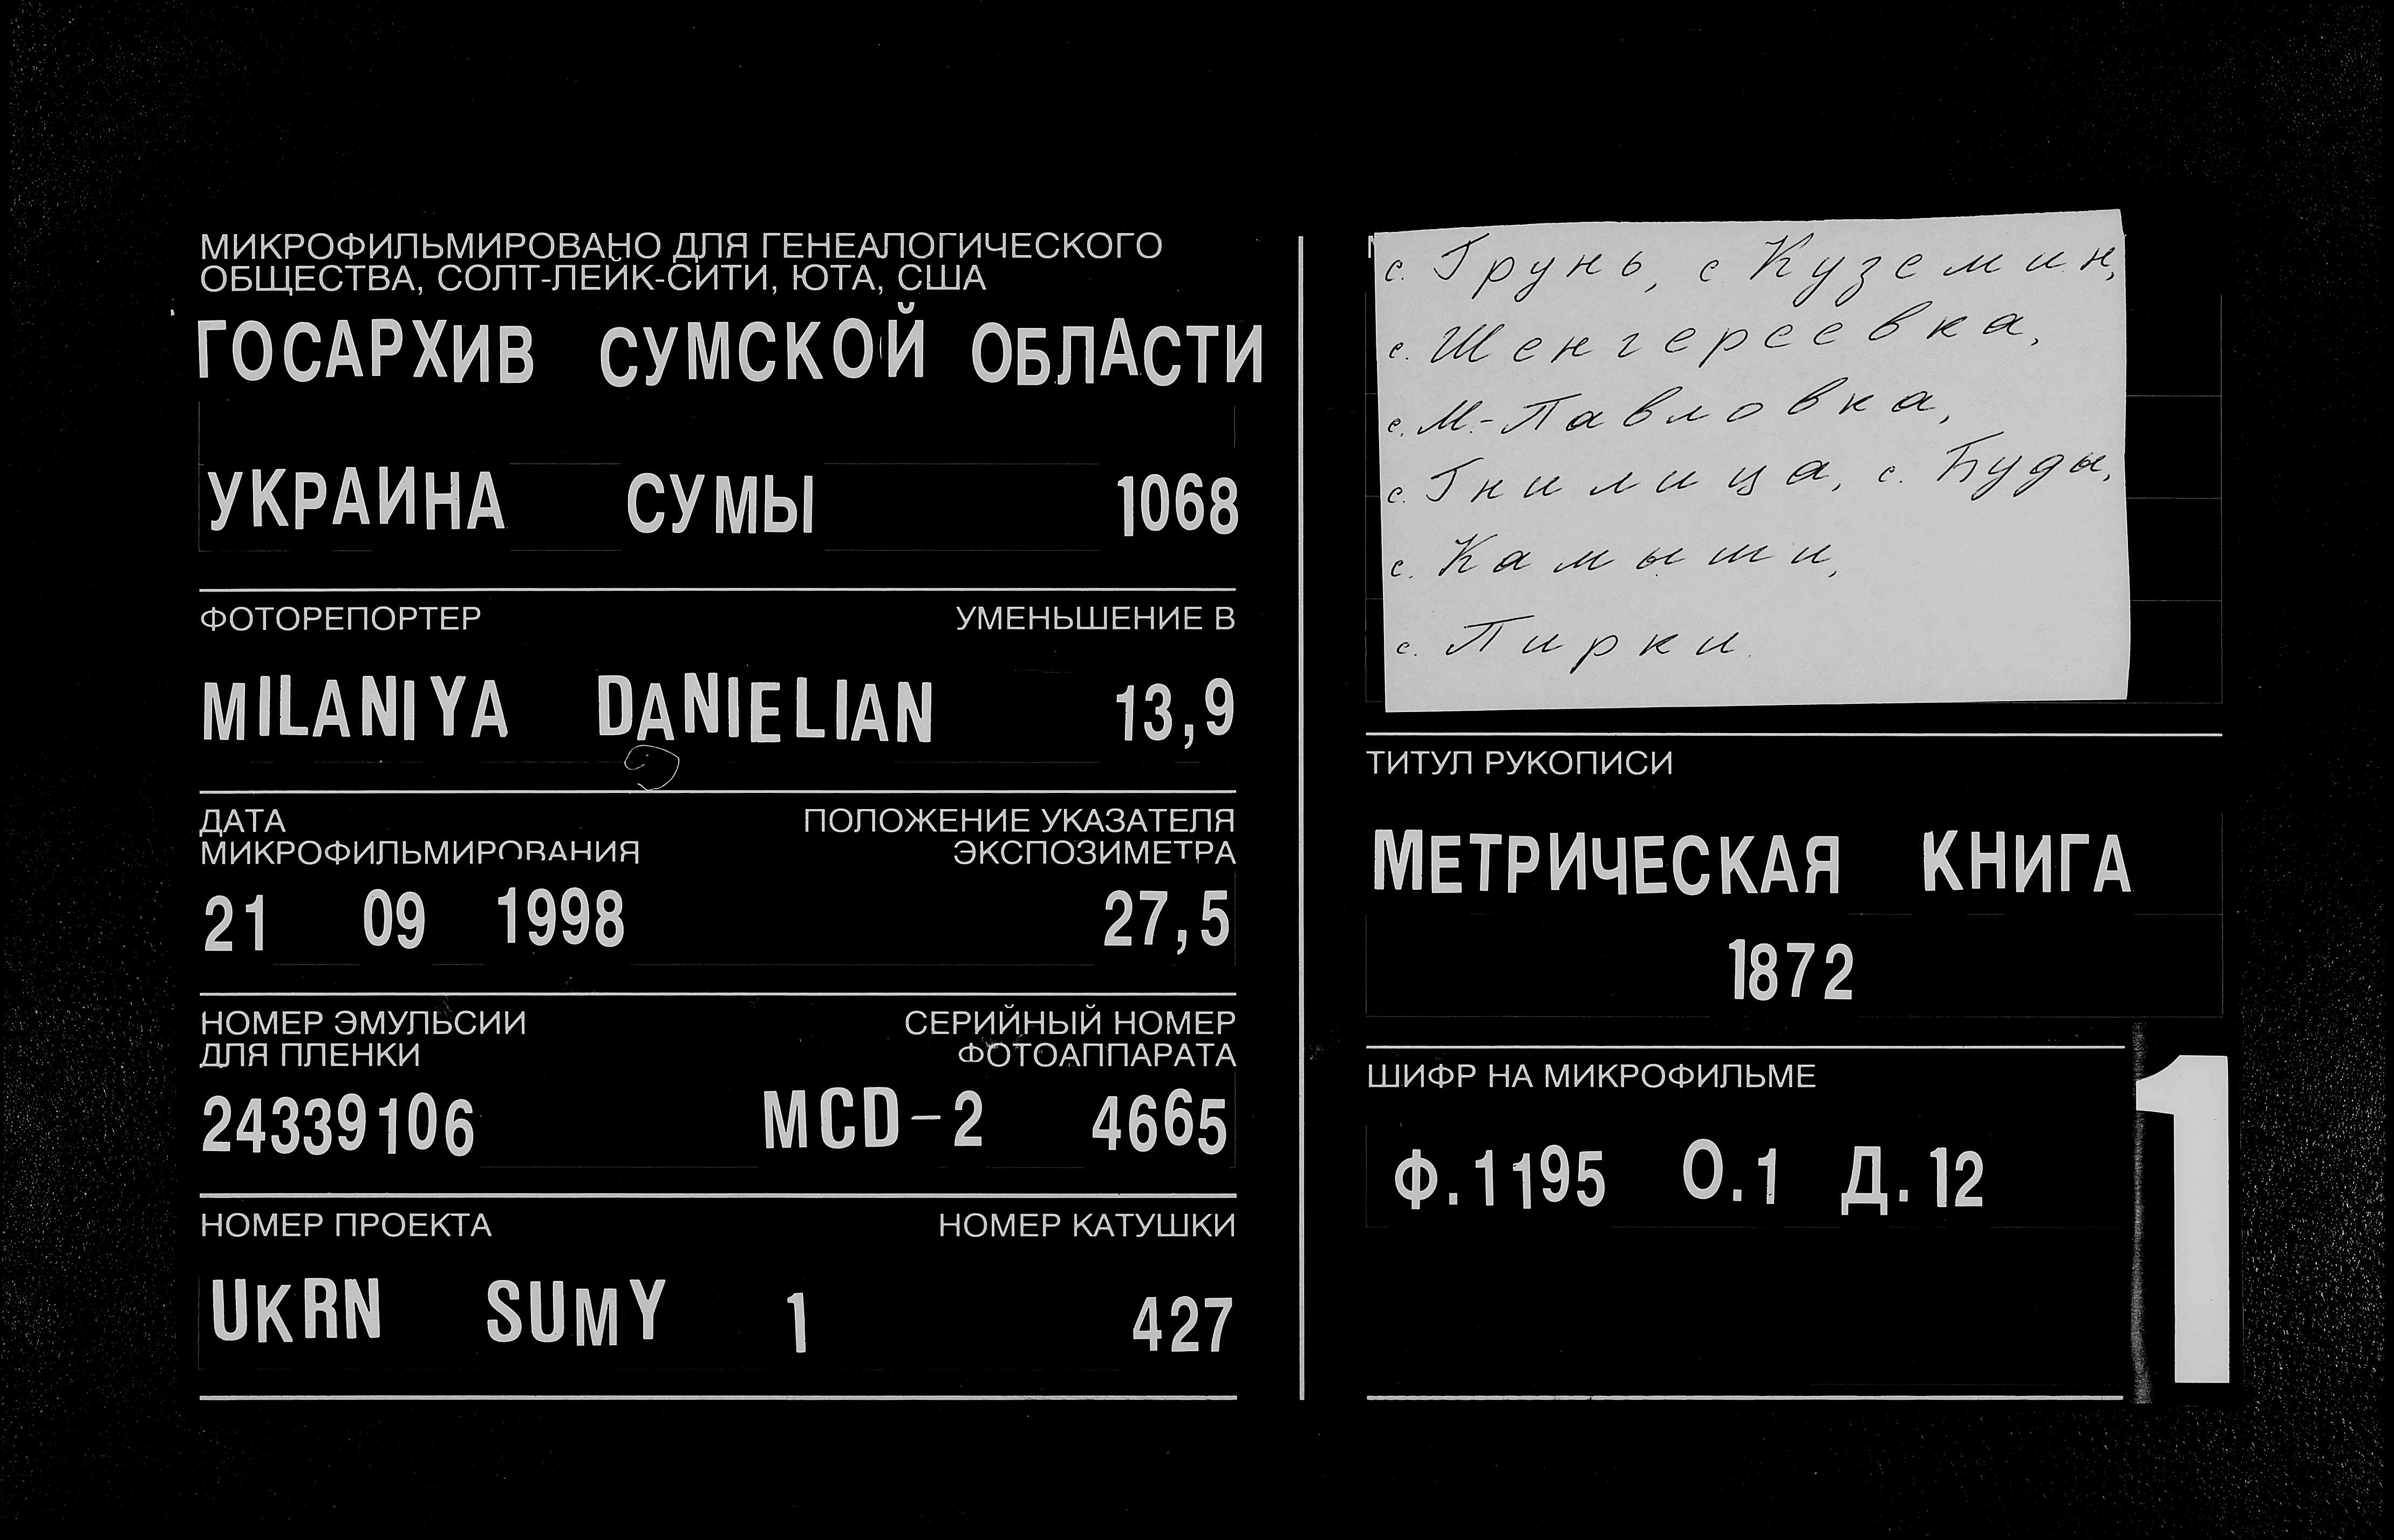 МИКРОФИЛЬМИРОВАНО ДЛЯ ГЕНЕАЛОГИЧЕСКОГО
ОБЩЕСТВА, СОЛТ-ЛЕЙК-СИТИ, ЮТА, США
ГОСАРХИВ СУМСКОЙ ОБЛАСТИ
УКРАИНА СУМЫ 1068
ФОТОРЕПОРТЕР УМЕНЬШЕНИЕ В
MILANIYA DANIELIAN 13,9
ДАТА ПОЛОЖЕНИЕ УКАЗАТЕЛЯ
МИКРОФИЛЬМИРОВАНИЯ ЭКСПОЗИМЕТРА
21 09 1998 27,5
НОМЕР ЭМУЛЬСИИ СЕРИЙНЫЙ НОМЕР
ДЛЯ ПЛЕНКИ ФОТОАППАРАТА
24339106 MCD-2 4665
НОМЕР ПРОЕКТА НОМЕР КАТУШКИ
UKRN SUMY 1 427
с. Грунь, с Куземин,
с. Шенгереевка,
с. М.-Павловка,
с. Гнилица, с. Буды,
с. Камыши,
с. Пирки.
ТИТУЛ РУКОПИСИ
МЕТРИЧЕСКАЯ КНИГА
1872
ШИФР НА МИКРОФИЛЬМЕ
Ф.1195 О.1 Д.12
1